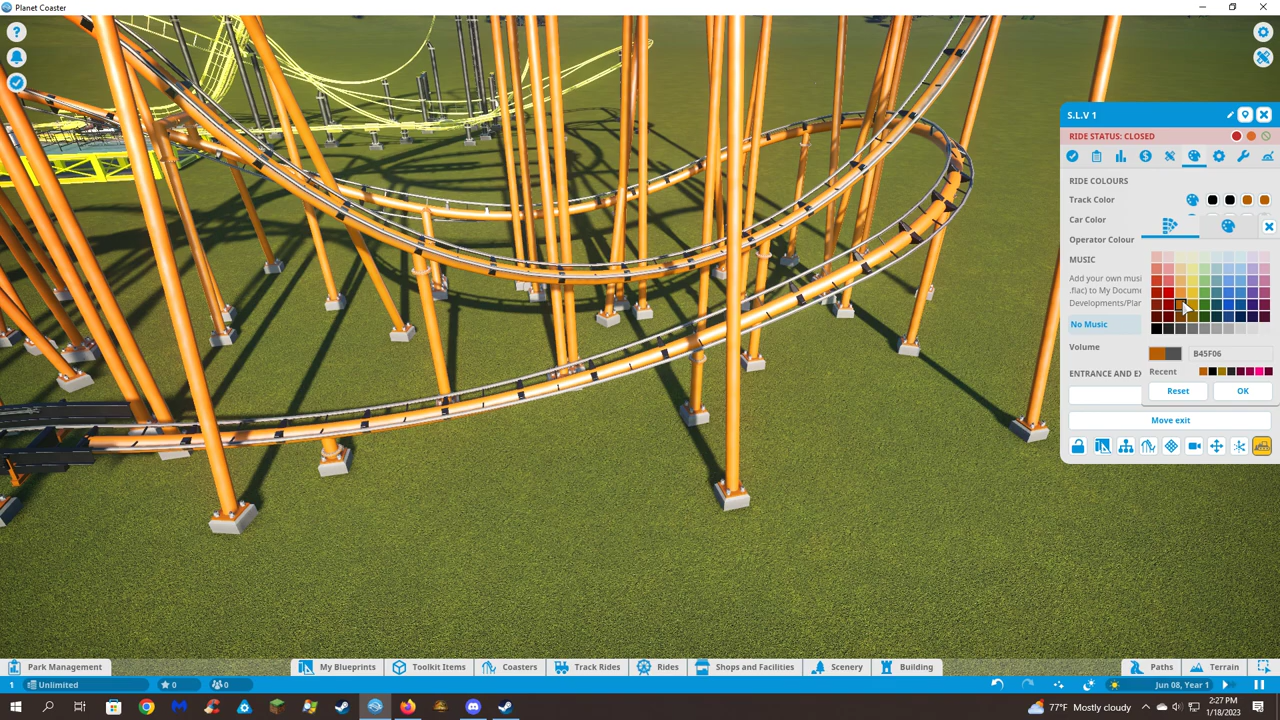 Planet Coaster
S.L.V 1
RIDE STATUS: CLOSED
RIDE COLOURS
Track Color
Car Color
Operator Colour
MUSIC
Add your own musi
.flac) to My Docume
Developments/Plan
No Music
Volume
B45F06
Recent
ENTRANCE AND EX
Reset
OK
Move exit
Park Management
My Blueprints
Toolkit Items
Coasters
Track Rides
Rides
Shops and Facilities
Scenery
Building
Paths
Terrain
1
Unlimited
0
0
Jun 08, Year 1
77°F Mostly cloudy
2:27 PM
1/18/2023